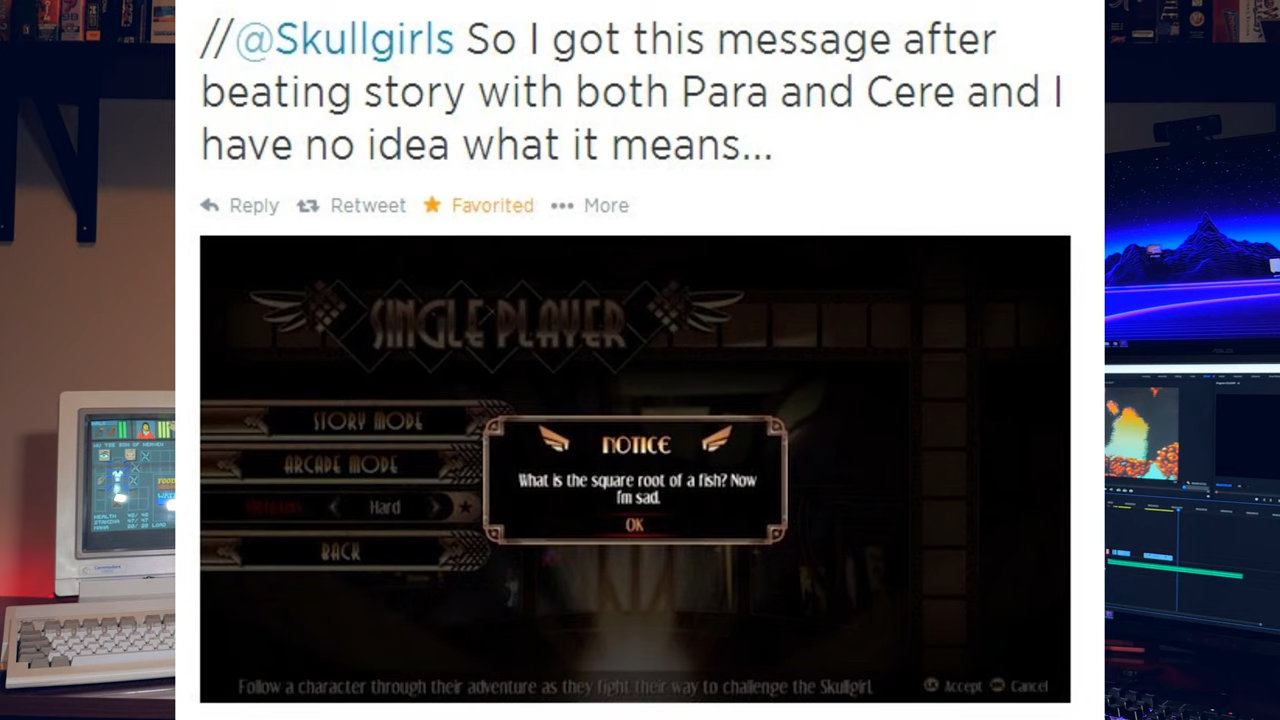 //@Skullgirls So I got this message after
beating story with both Para and Cere and I
have no idea what it means...
Reply Retweet Favorited More
SINGLE PLAYER
STORY MODE
ARCADE MODE
Hard
BACK
NOTICE
What is the square root of a fish? Now
I'm sad.
OK
Follow a character through their adventure as they fight their way to challenge the Skullgirl.
Accept Cancel